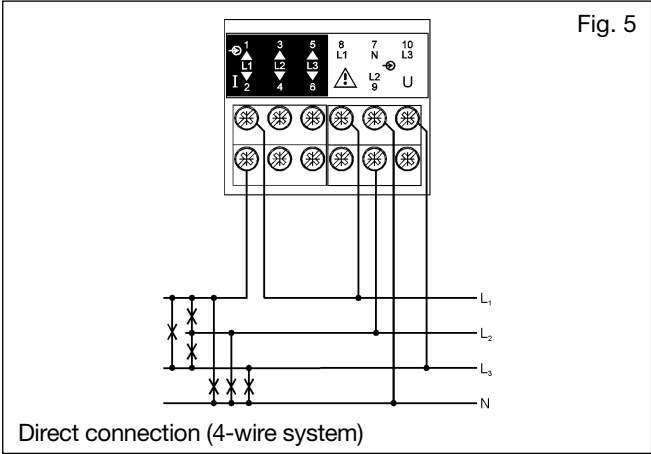 Fig. 5
1 3 5 8 7 10
L1 N L3
L1 L2 L3
I 2 4 6 L2 9 U
L₁
L₂
L₃
N
Direct connection (4-wire system)